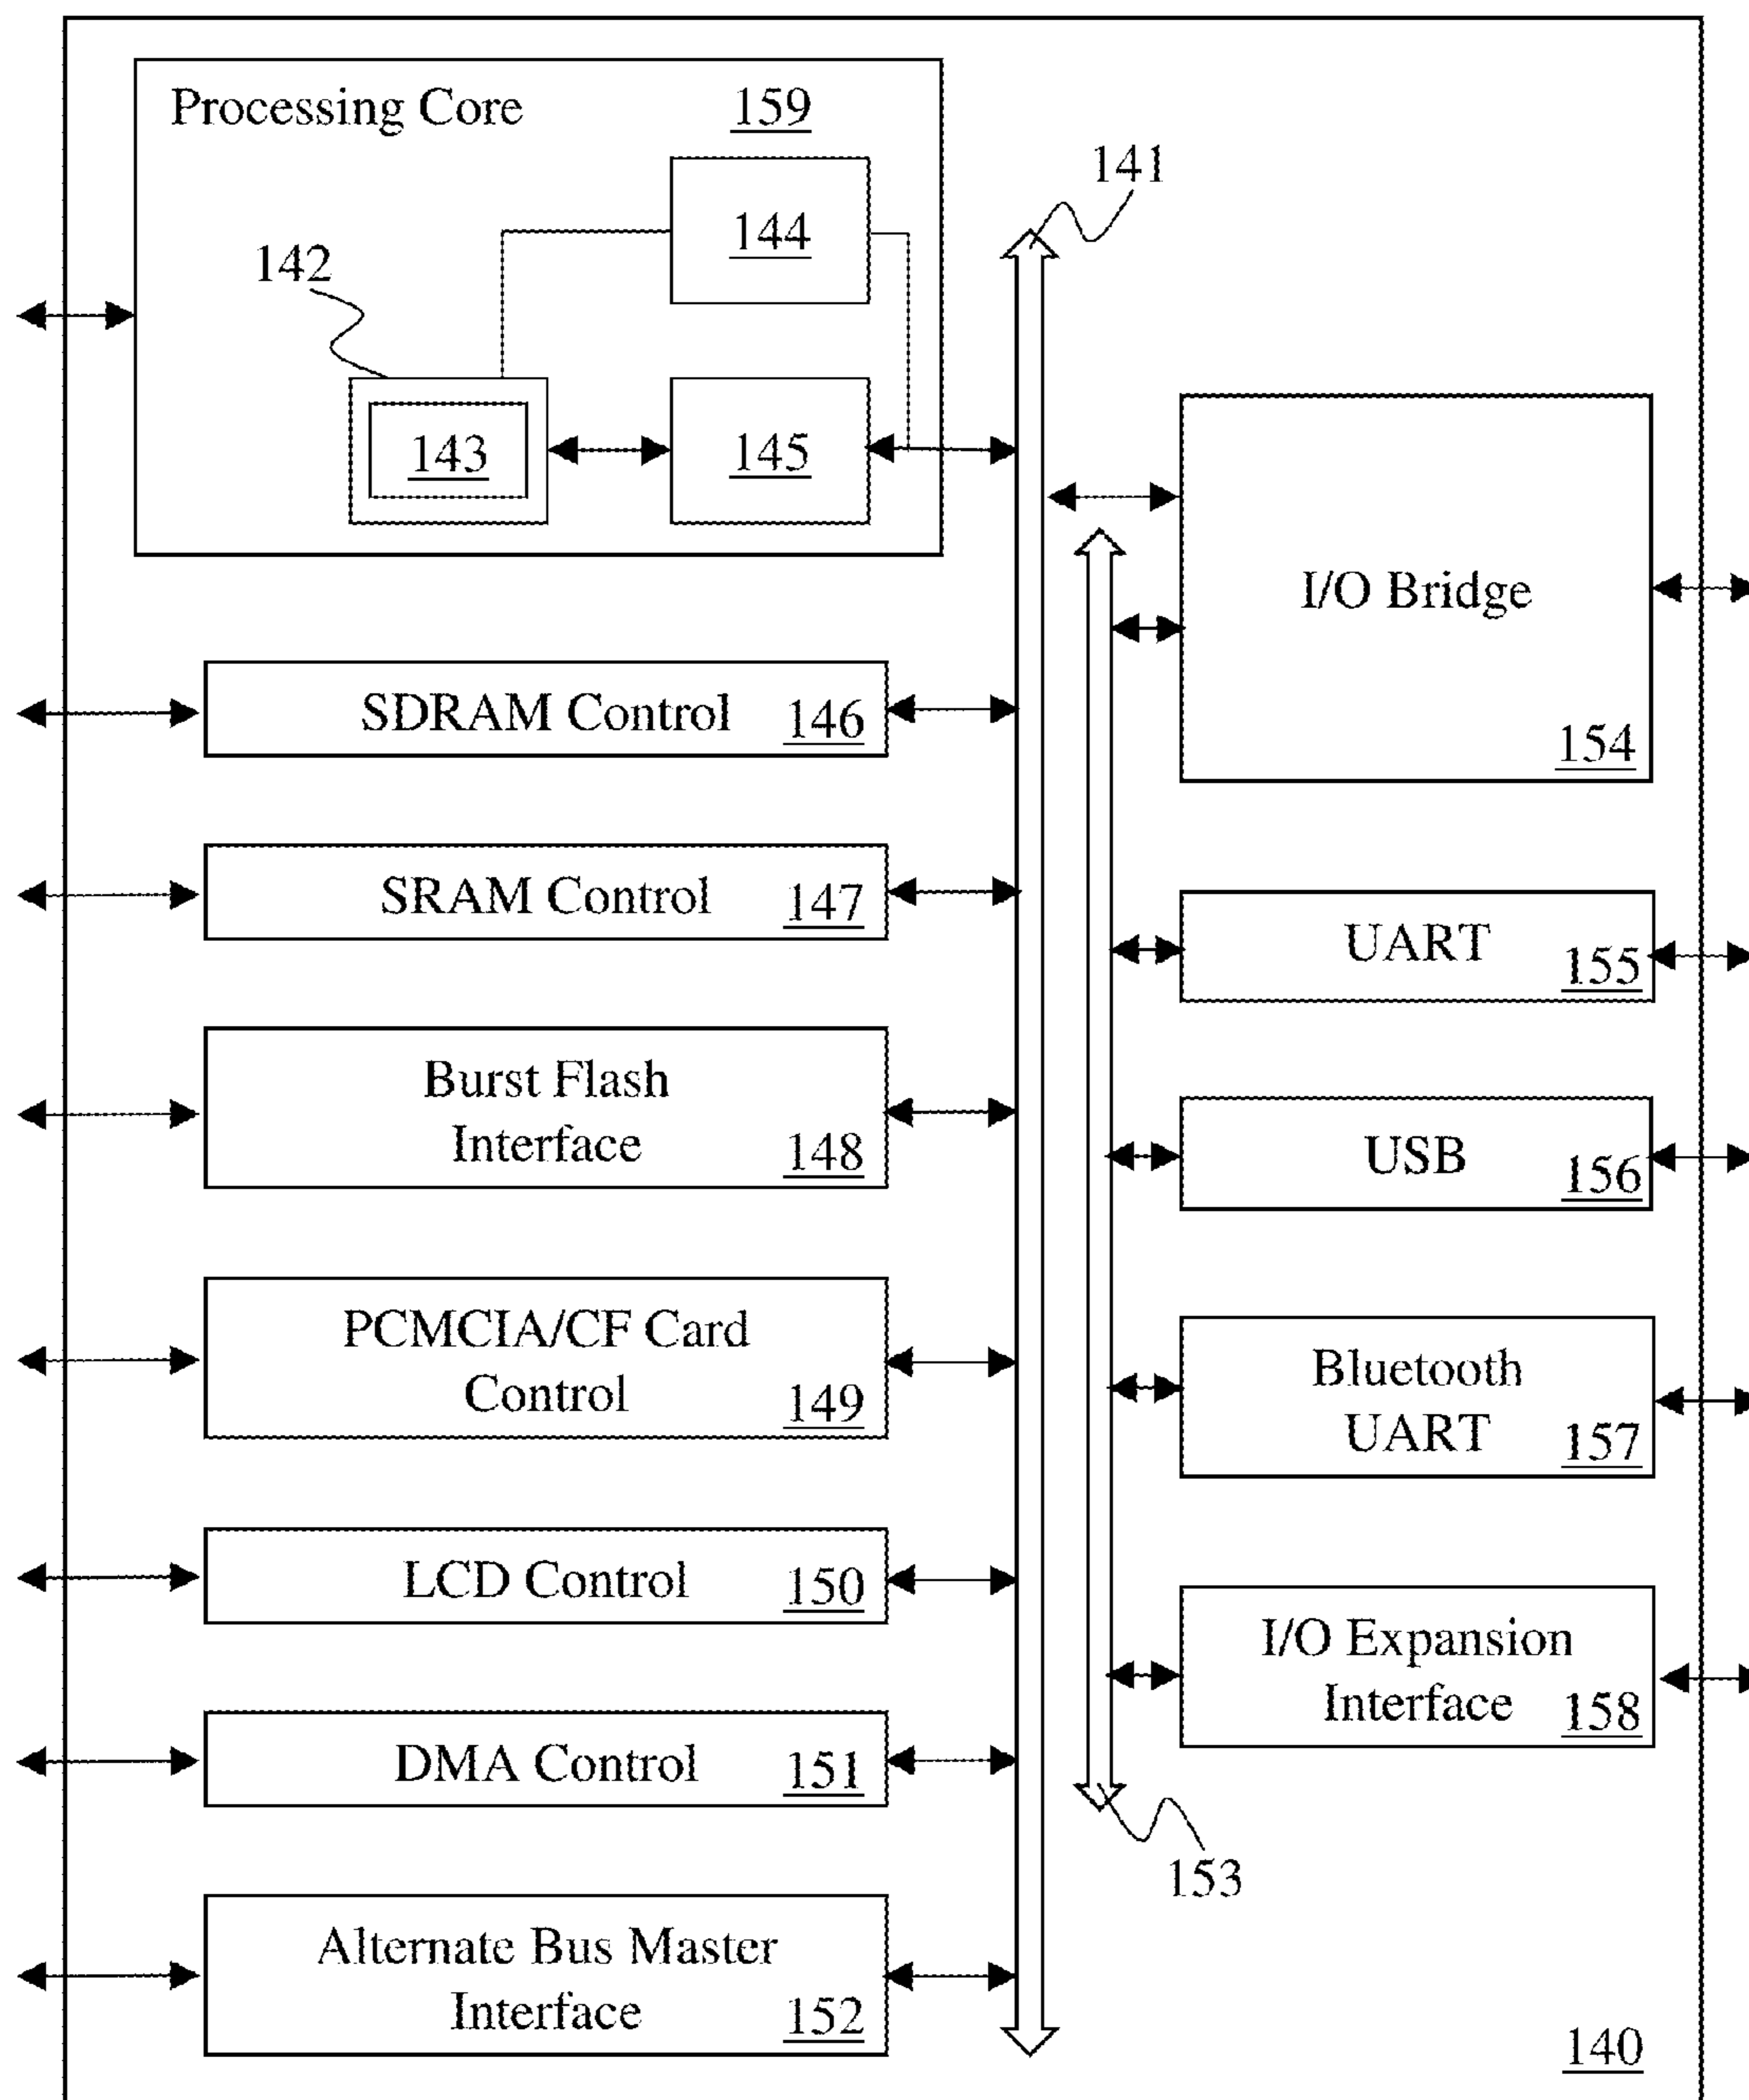 Processing Core
159
141
144
142
143
145
I/O Bridge
154
SDRAM Control
146
SRAM Control
147
UART
155
Burst Flash
Interface
148
USB
156
PCMCIA/CF Card
Control
149
Bluetooth
UART
157
LCD Control
150
I/O Expansion
Interface
158
DMA Control
151
153
Alternate Bus Master
Interface
152
140